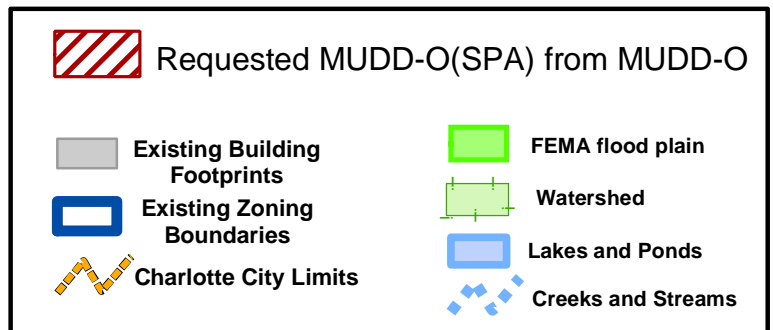 Requested MUDD-O(SPA) from MUDD-O
Existing Building
Footprints
Existing Zoning
Boundaries
Charlotte City Limits
FEMA flood plain
Watershed
Lakes and Ponds
Creeks and Streams